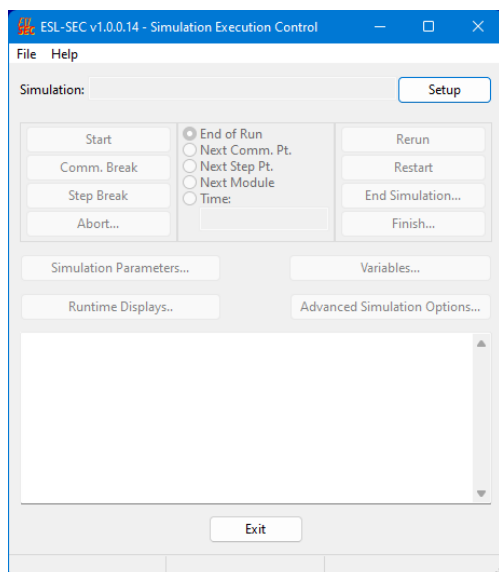 ESL SEC ESL-SEC v1.0.0.14 - Simulation Execution Control
File Help
Simulation: Setup
Start
Comm. Break
Step Break
Abort...
End of Run
Next Comm. Pt.
Next Step Pt.
Next Module
Time:
Rerun
Restart
End Simulation...
Finish...
Simulation Parameters... Variables...
Runtime Displays.. Advanced Simulation Options...
Exit